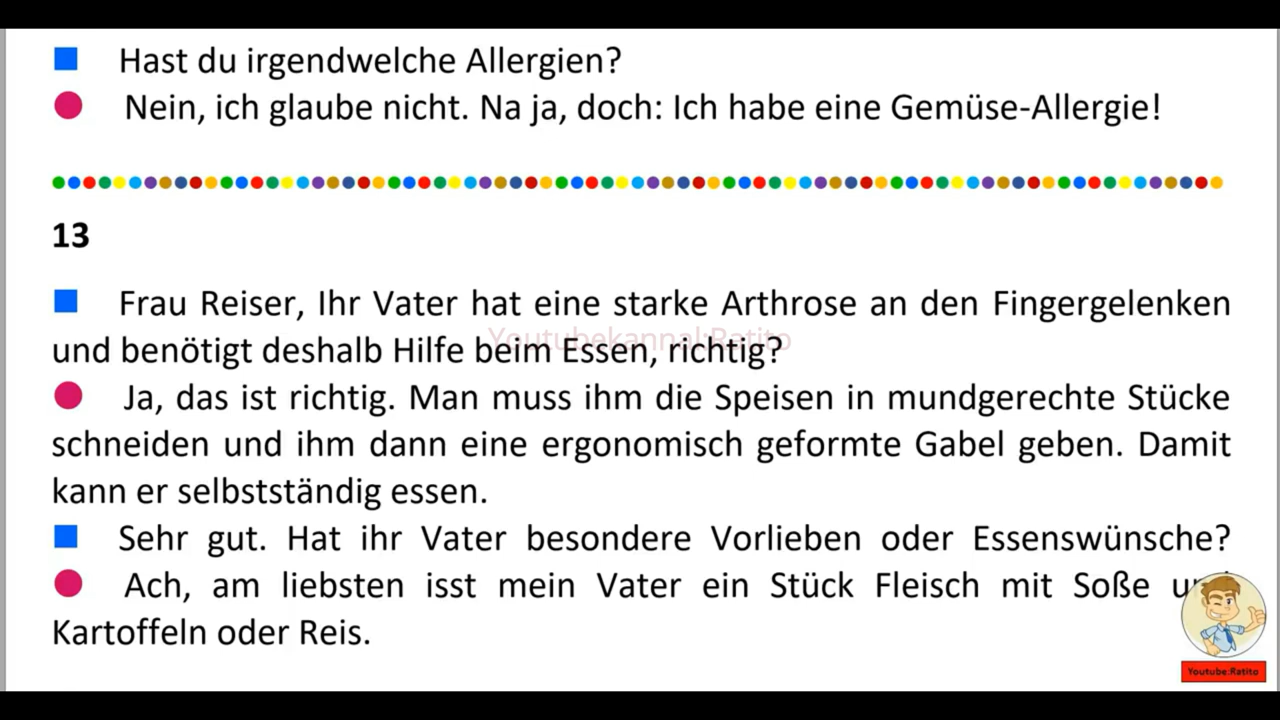 Hast du irgendwelche Allergien?
Nein, ich glaube nicht. Na ja, doch: Ich habe eine Gemüse-Allergie!
13
Frau Reiser, Ihr Vater hat eine starke Arthrose an den Fingergelenken
Youtubekannal:Ratito
und benötigt deshalb Hilfe beim Essen, richtig?
Ja, das ist richtig. Man muss ihm die Speisen in mundgerechte Stücke
schneiden und ihm dann eine ergonomisch geformte Gabel geben. Damit
kann er selbstständig essen.
Sehr gut. Hat ihr Vater besondere Vorlieben oder Essenswünsche?
Ach, am liebsten isst mein Vater ein Stück Fleisch mit Soße
Kartoffeln oder Reis.
Youtube:Ratito